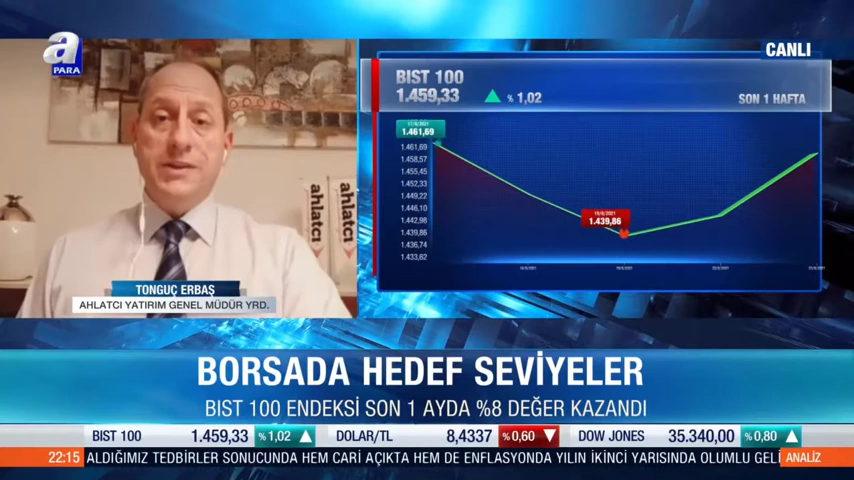 a
PARA
CANLI
BIST 100
1.459,33 % 1,02
SON 1 HAFTA
1.461,69
1.461,69
1.458,57
1.455,45
1.452,33
1.449,22
1.446,10
1.442,98
1.439,86
1.436,74
1.433,62
1.439,86
ahlatcı
ahlatcı
TONGUÇ ERBAŞ
AHLATCI YATIRIM GENEL MÜDÜR YRD.
BORSADA HEDEF SEVİYELER
BIST 100 ENDEKSİ SON 1 AYDA %8 DEĞER KAZANDI
BIST 100 1.459,33 % 1,02 DOLAR/TL 8,4337 % 0,60 DOW JONES 35.340,00 % 0,80
22:15 ALDIĞIMIZ TEDBİRLER SONUCUNDA HEM CARİ AÇIKTA HEM DE ENFLASYONDA YILIN İKİNCİ YARISINDA OLUMLU GELİ ANALİZ